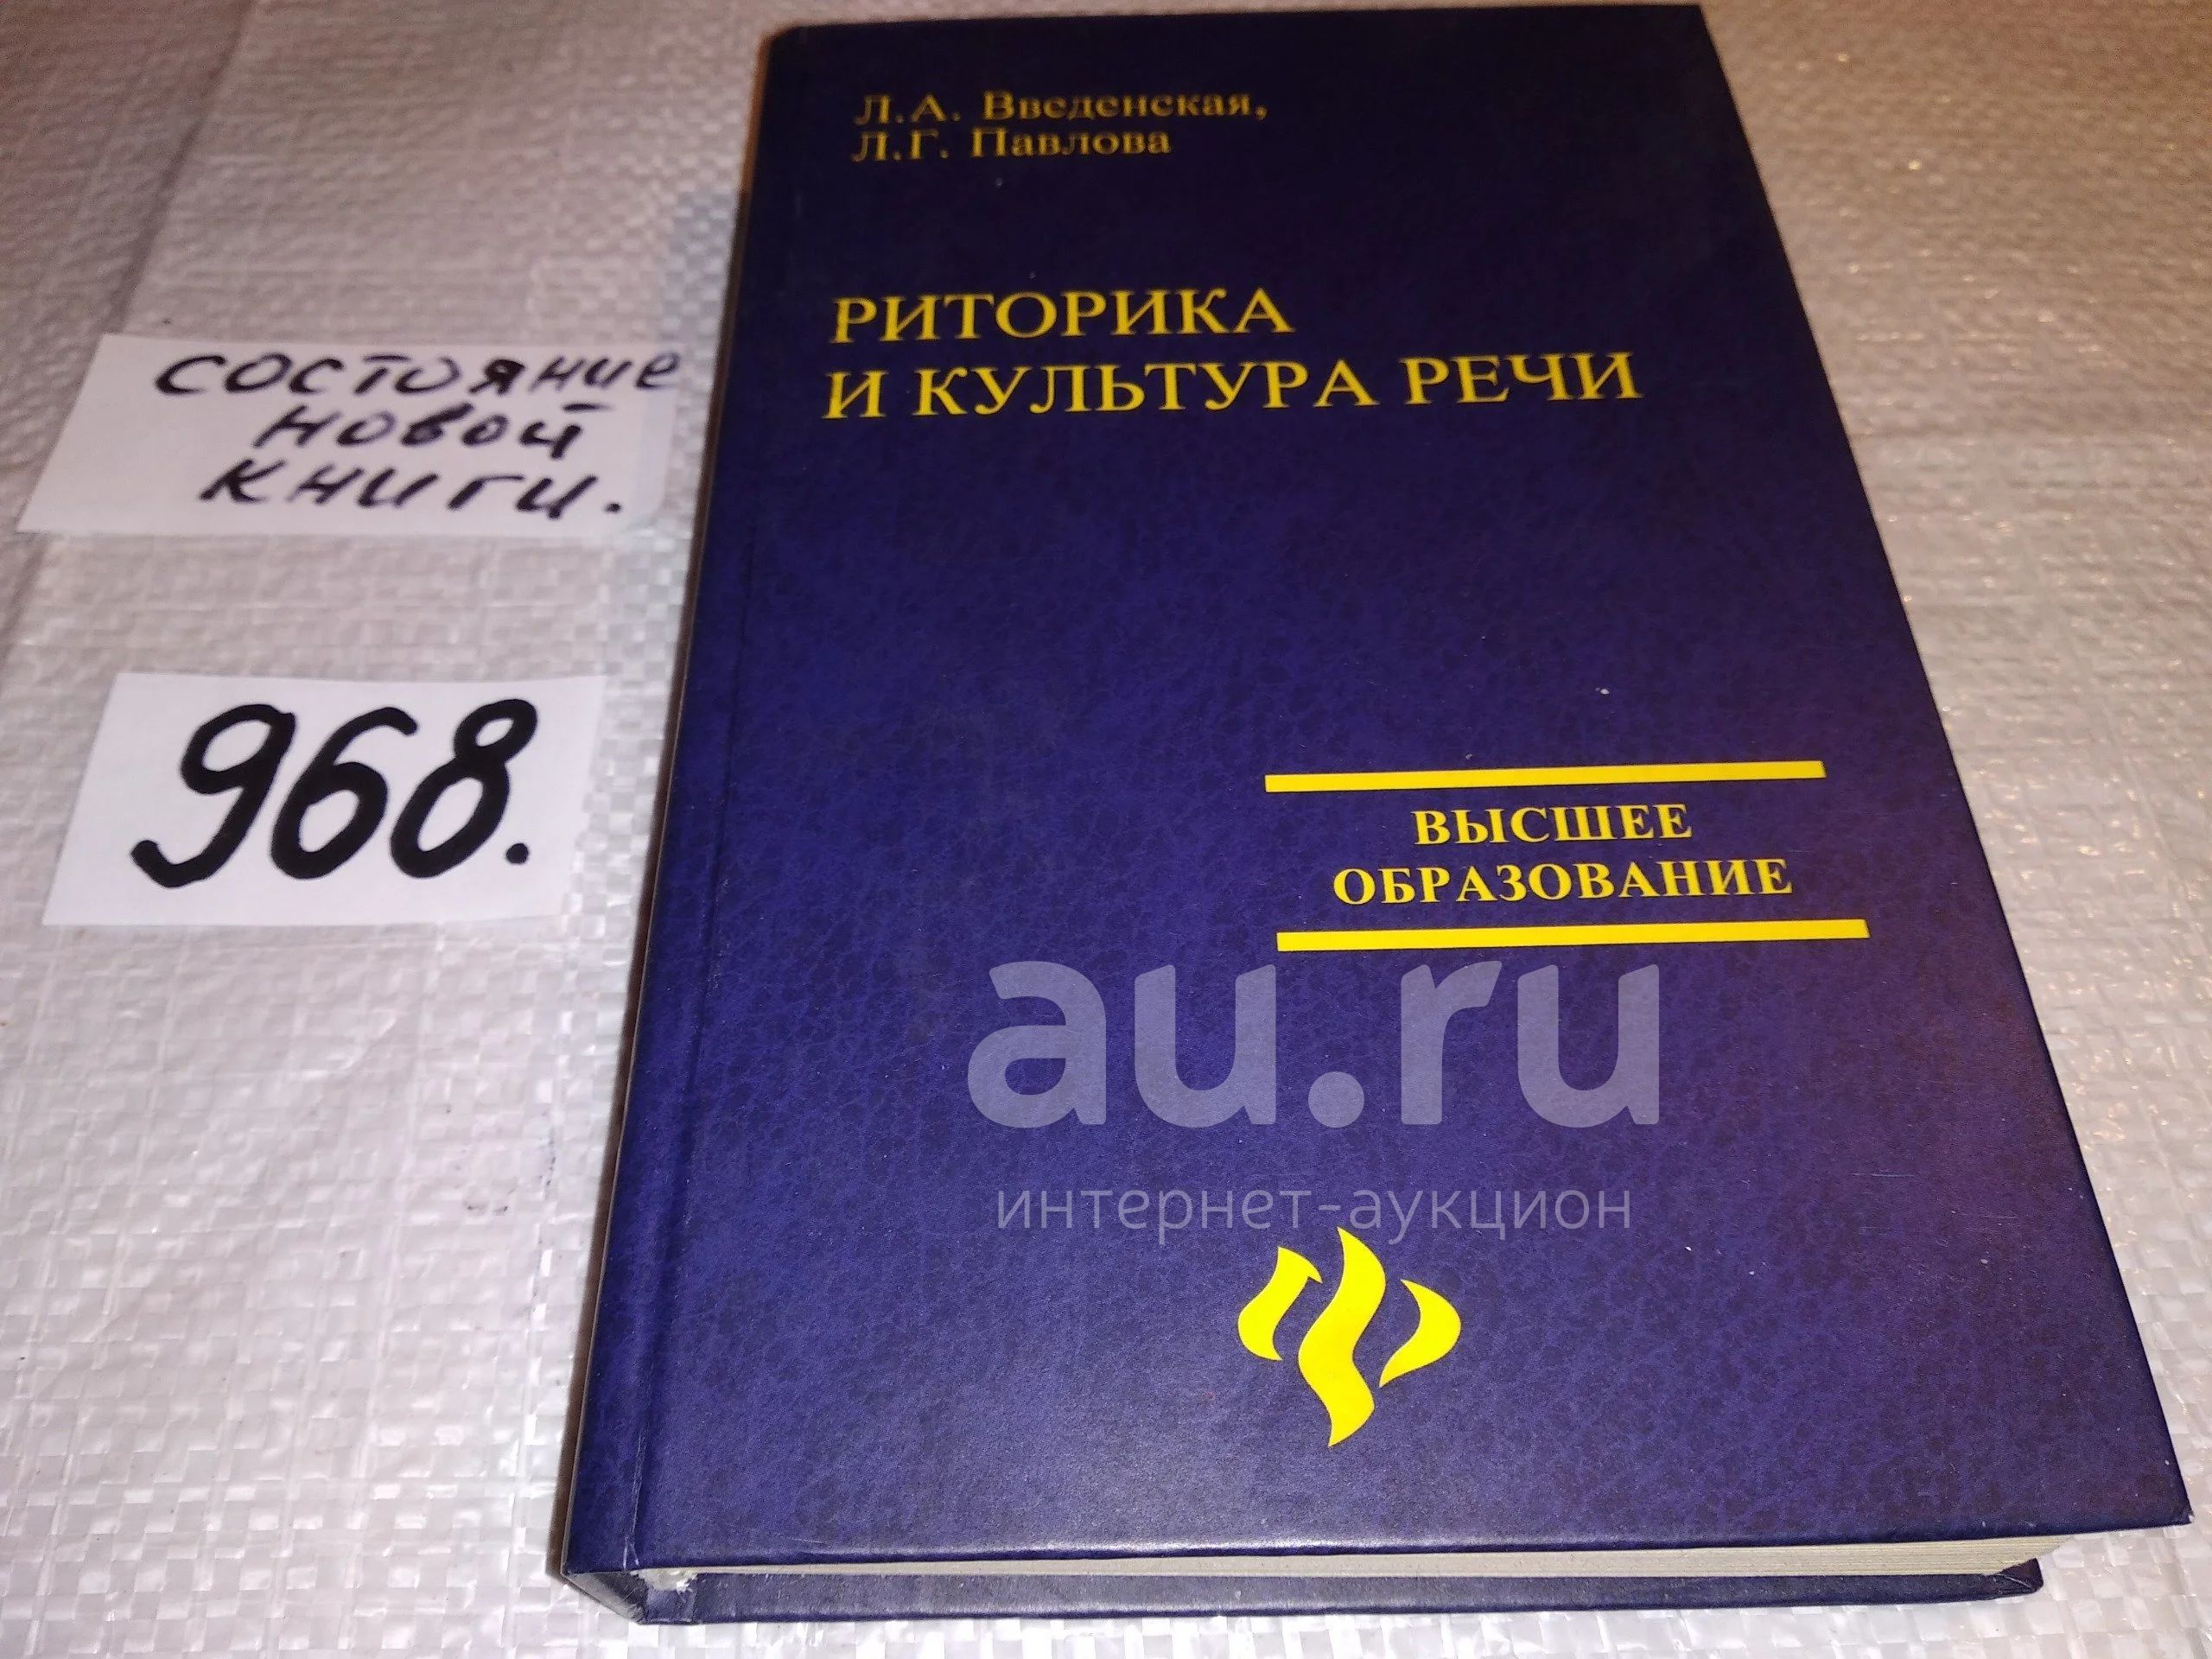 Л.А. Введенская,
Л.Г. Павлова
РИТОРИКА
И КУЛЬТУРА РЕЧИ
состояние
новой
книги.
968.
ВЫСШЕЕ
ОБРАЗОВАНИЕ
au.ru
интернет-аукцион